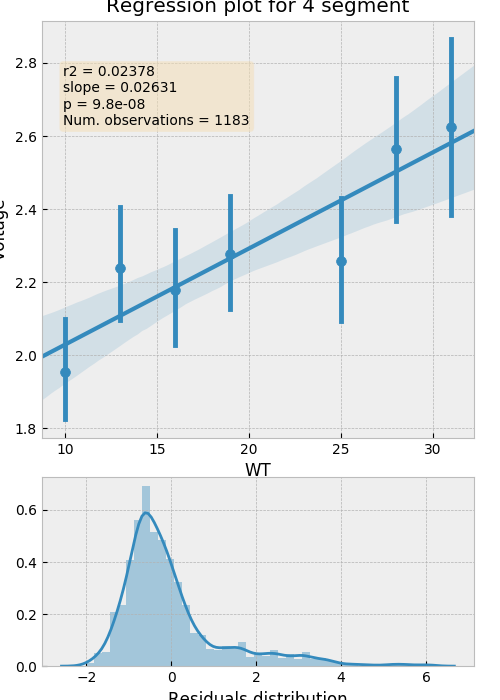 Regression plot for 4 segment
2.8
r2 = 0.02378
slope = 0.02631
p = 9.8e-08
Num. observations = 1183
2.6
2.4
2.2
2.0
1.8
Voltage
10 15 20 25 30
WT
0.6
0.4
0.2
0.0
−2 0 2 4 6
Residuals distribution